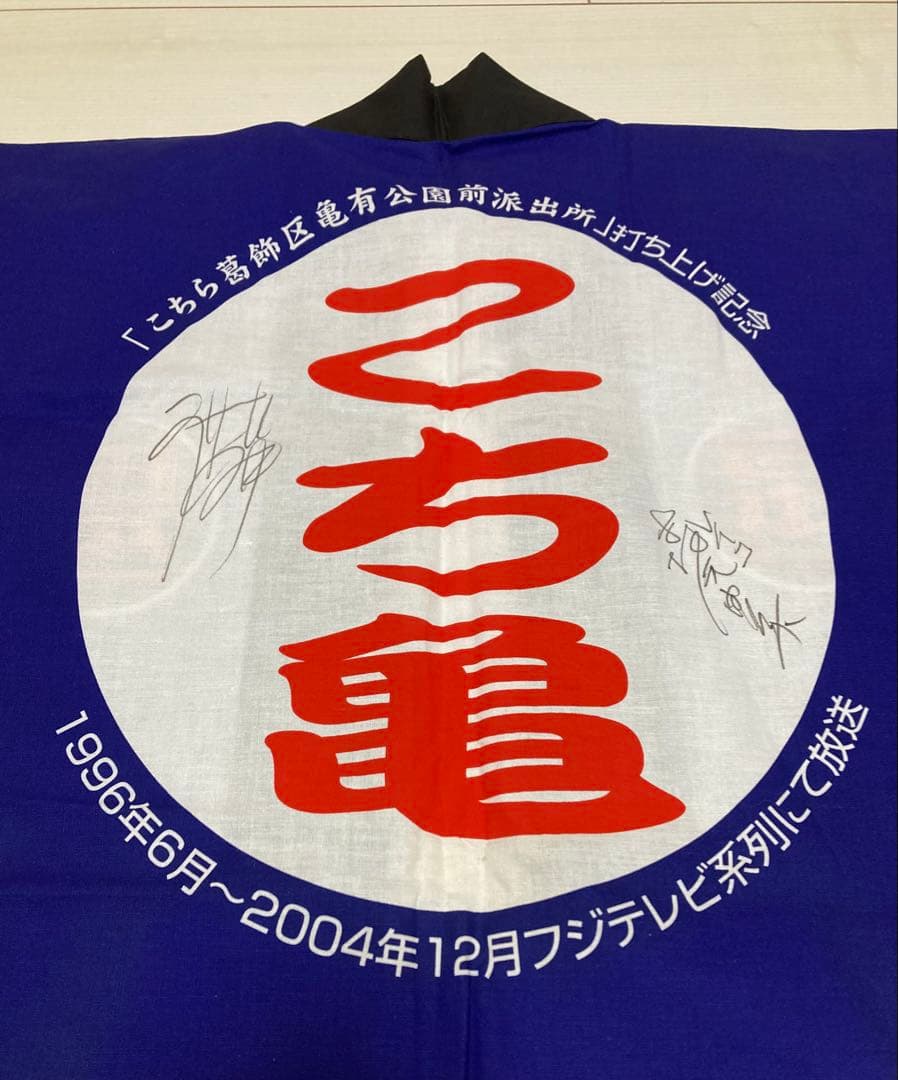 「こちら葛飾区亀有公園前派出所」打ち上げ記念
こち亀
1996年6月～2004年12月フジテレビ系列にて放送